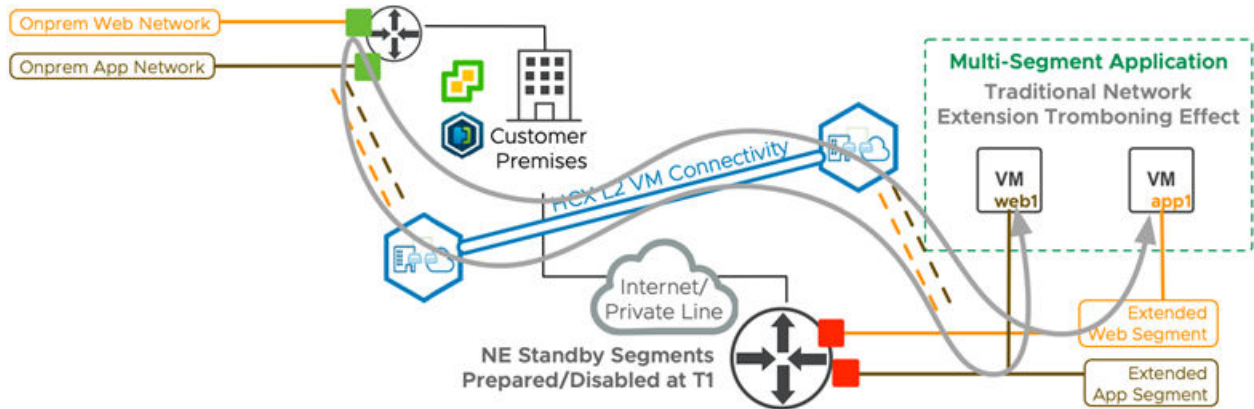 Onprem Web Network
Onprem App Network
Customer
Premises
HCX L2 VM Connectivity
Multi-Segment Application
Traditional Network
Extension Tromboning Effect
VM
web1
VM
app1
Internet/
Private Line
NE Standby Segments
Prepared/Disabled at T1
Extended
Web Segment
Extended
App Segment